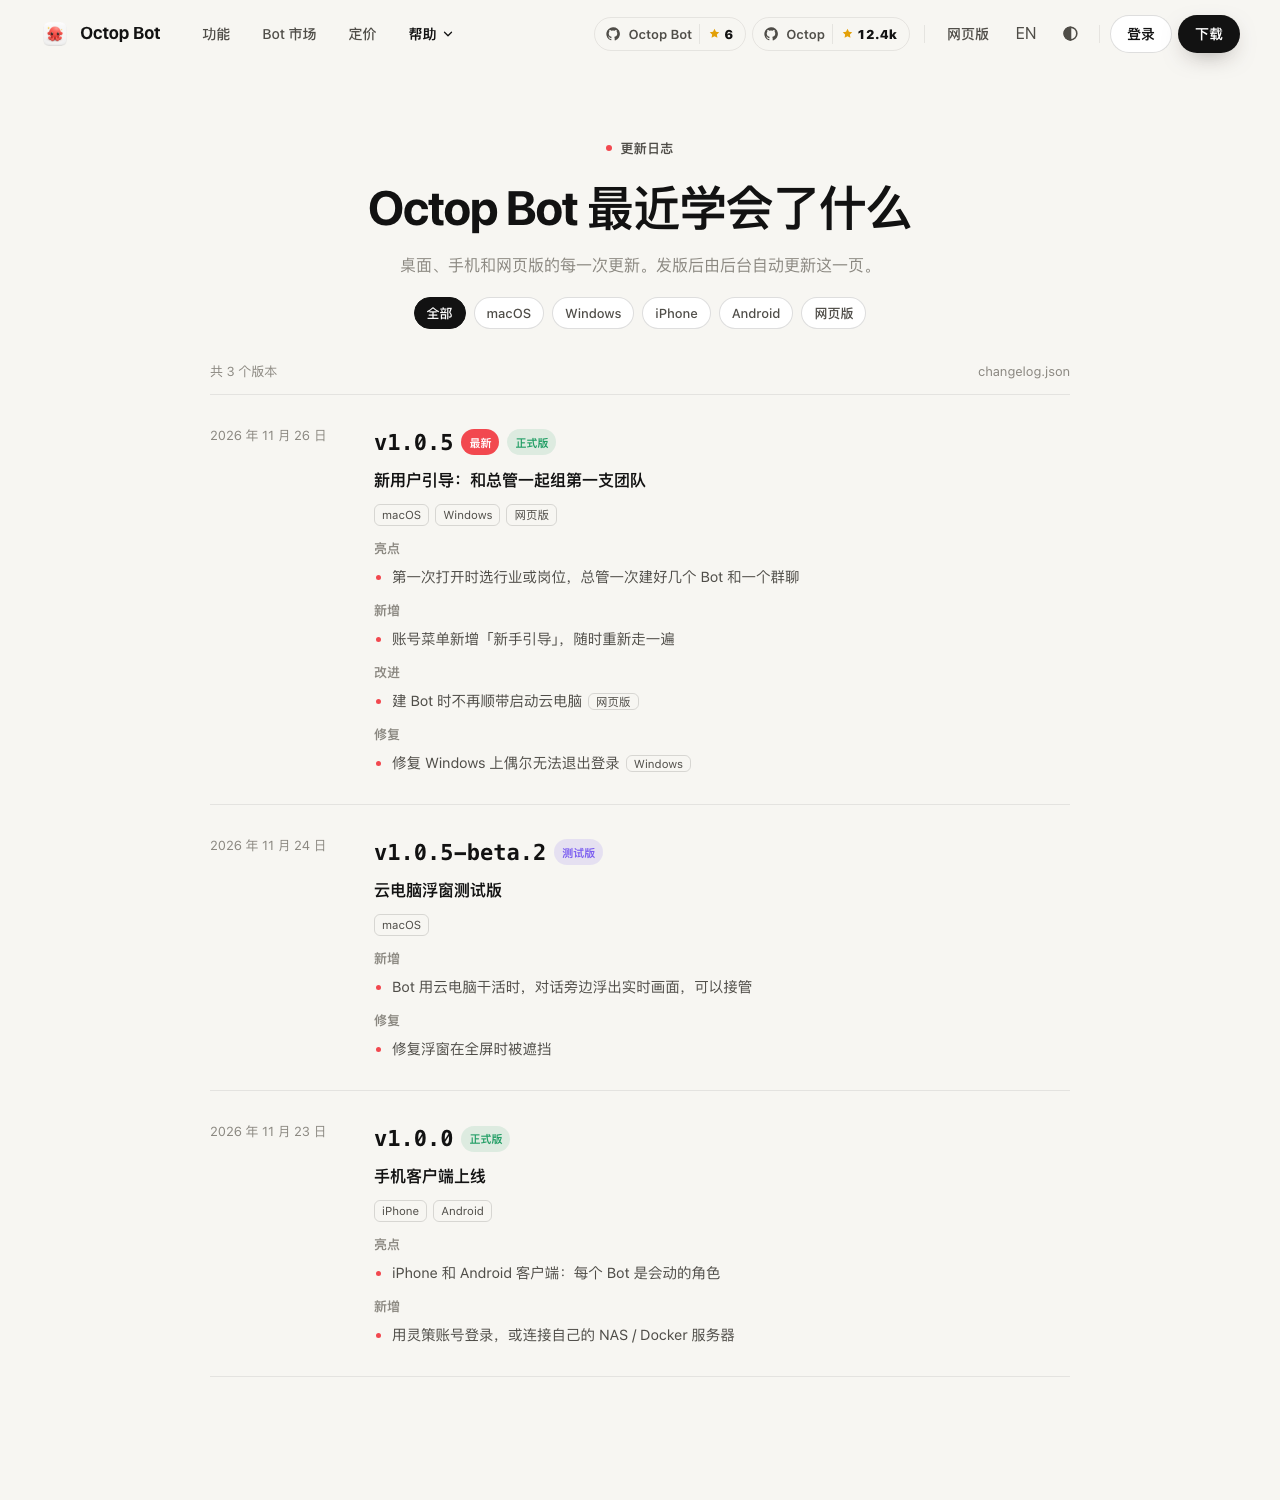 Octop Bot 功能 Bot 市场 定价 帮助 Octop Bot 6 Octop 12.4k 网页版 EN 登录 下载
更新日志
Octop Bot 最近学会了什么
桌面、手机和网页版的每一次更新。发版后由后台自动更新这一页。
全部 macOS Windows iPhone Android 网页版
共 3 个版本 changelog.json
2026 年 11 月 26 日 v1.0.5 最新 正式版
新用户引导：和总管一起组第一支团队
macOS Windows 网页版
亮点
第一次打开时选行业或岗位，总管一次建好几个 Bot 和一个群聊
新增
账号菜单新增「新手引导」，随时重新走一遍
改进
建 Bot 时不再顺带启动云电脑 网页版
修复
修复 Windows 上偶尔无法退出登录 Windows
2026 年 11 月 24 日 v1.0.5-beta.2 测试版
云电脑浮窗测试版
macOS
新增
Bot 用云电脑干活时，对话旁边浮出实时画面，可以接管
修复
修复浮窗在全屏时被遮挡
2026 年 11 月 23 日 v1.0.0 正式版
手机客户端上线
iPhone Android
亮点
iPhone 和 Android 客户端：每个 Bot 是会动的角色
新增
用灵策账号登录，或连接自己的 NAS / Docker 服务器